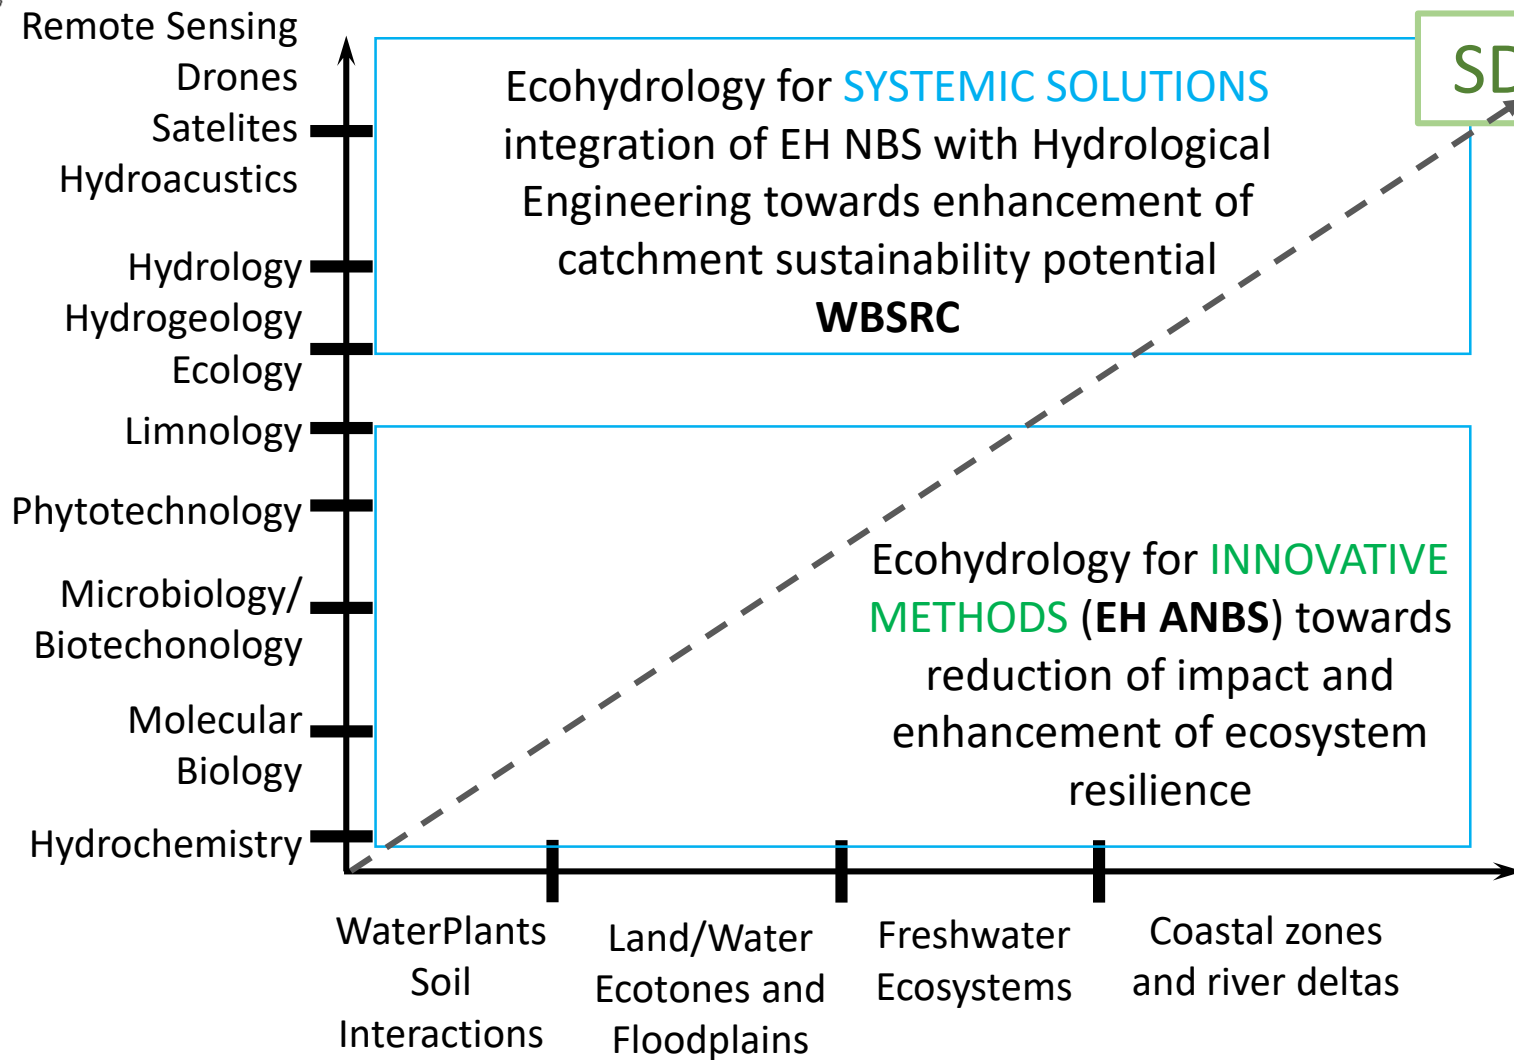 Remote Sensing
Drones
Satelites
Hydroacustics
Hydrology
Hydrogeology
Ecology
Limnology
Phytotechnology
Microbiology/
Biotechonology
Molecular
Biology
Hydrochemistry
Ecohydrology for SYSTEMIC SOLUTIONS
integration of EH NBS with Hydrological
Engineering towards enhancement of
catchment sustainability potential
WBSRC
SD
Ecohydrology for INNOVATIVE
METHODS (EH ANBS) towards
reduction of impact and
enhancement of ecosystem
resilience
WaterPlants
Soil
Interactions
Land/Water
Ecotones and
Floodplains
Freshwater
Ecosystems
Coastal zones
and river deltas